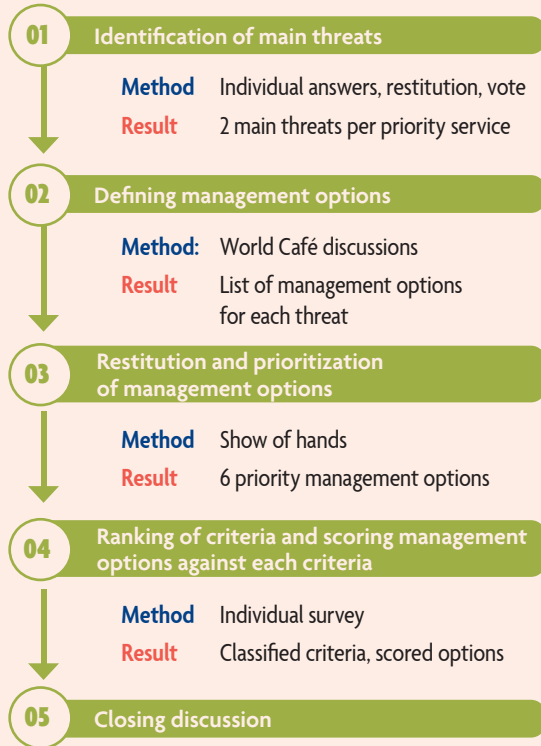 01 Identification of main threats
Method Individual answers, restitution, vote
Result 2 main threats per priority service
02 Defining management options
Method: World Café discussions
Result List of management options
for each threat
03 Restitution and prioritization
of management options
Method Show of hands
Result 6 priority management options
04 Ranking of criteria and scoring management
options against each criteria
Method Individual survey
Result Classified criteria, scored options
05 Closing discussion